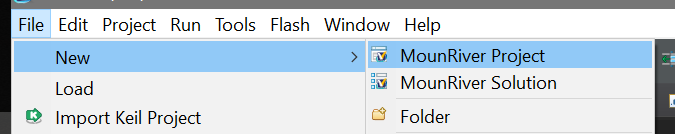 File Edit Project Run Tools Flash Window Help
New MounRiver Project
Load MounRiver Solution
Import Keil Project Folder